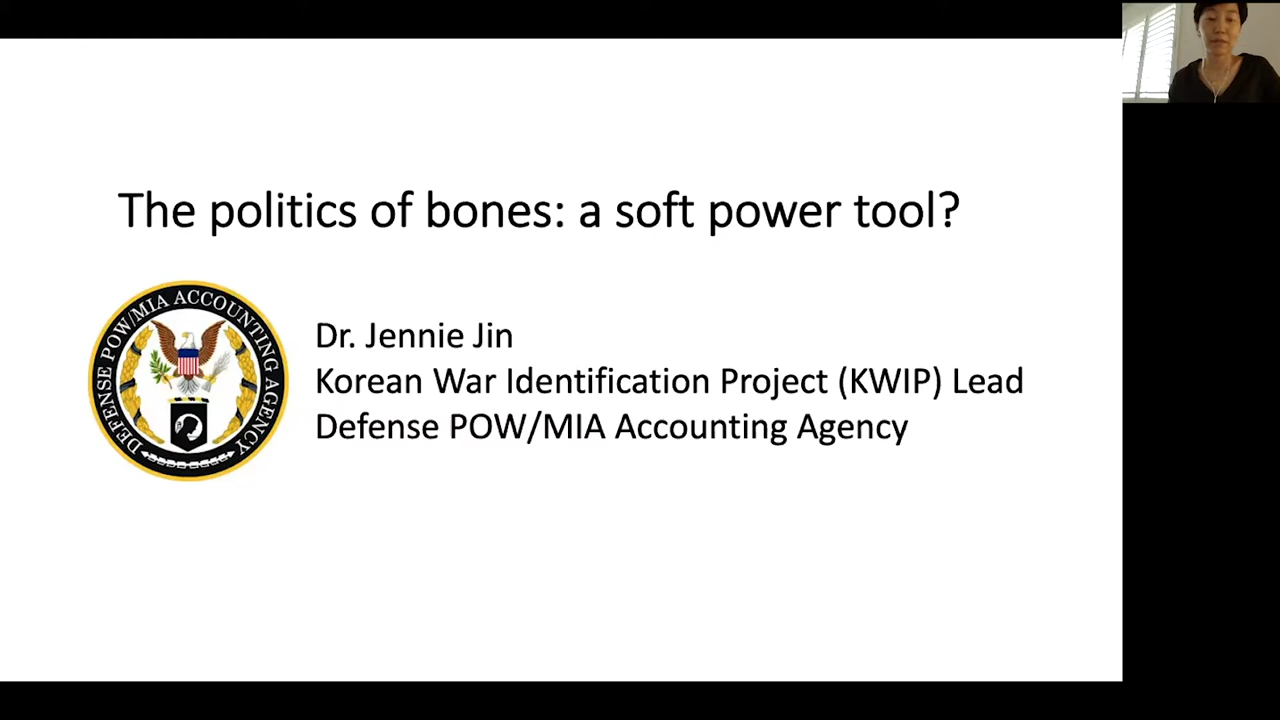 The politics of bones: a soft power tool?
DEFENSE POW/MIA ACCOUNTING AGENCY
Dr. Jennie Jin
Korean War Identification Project (KWIP) Lead
Defense POW/MIA Accounting Agency